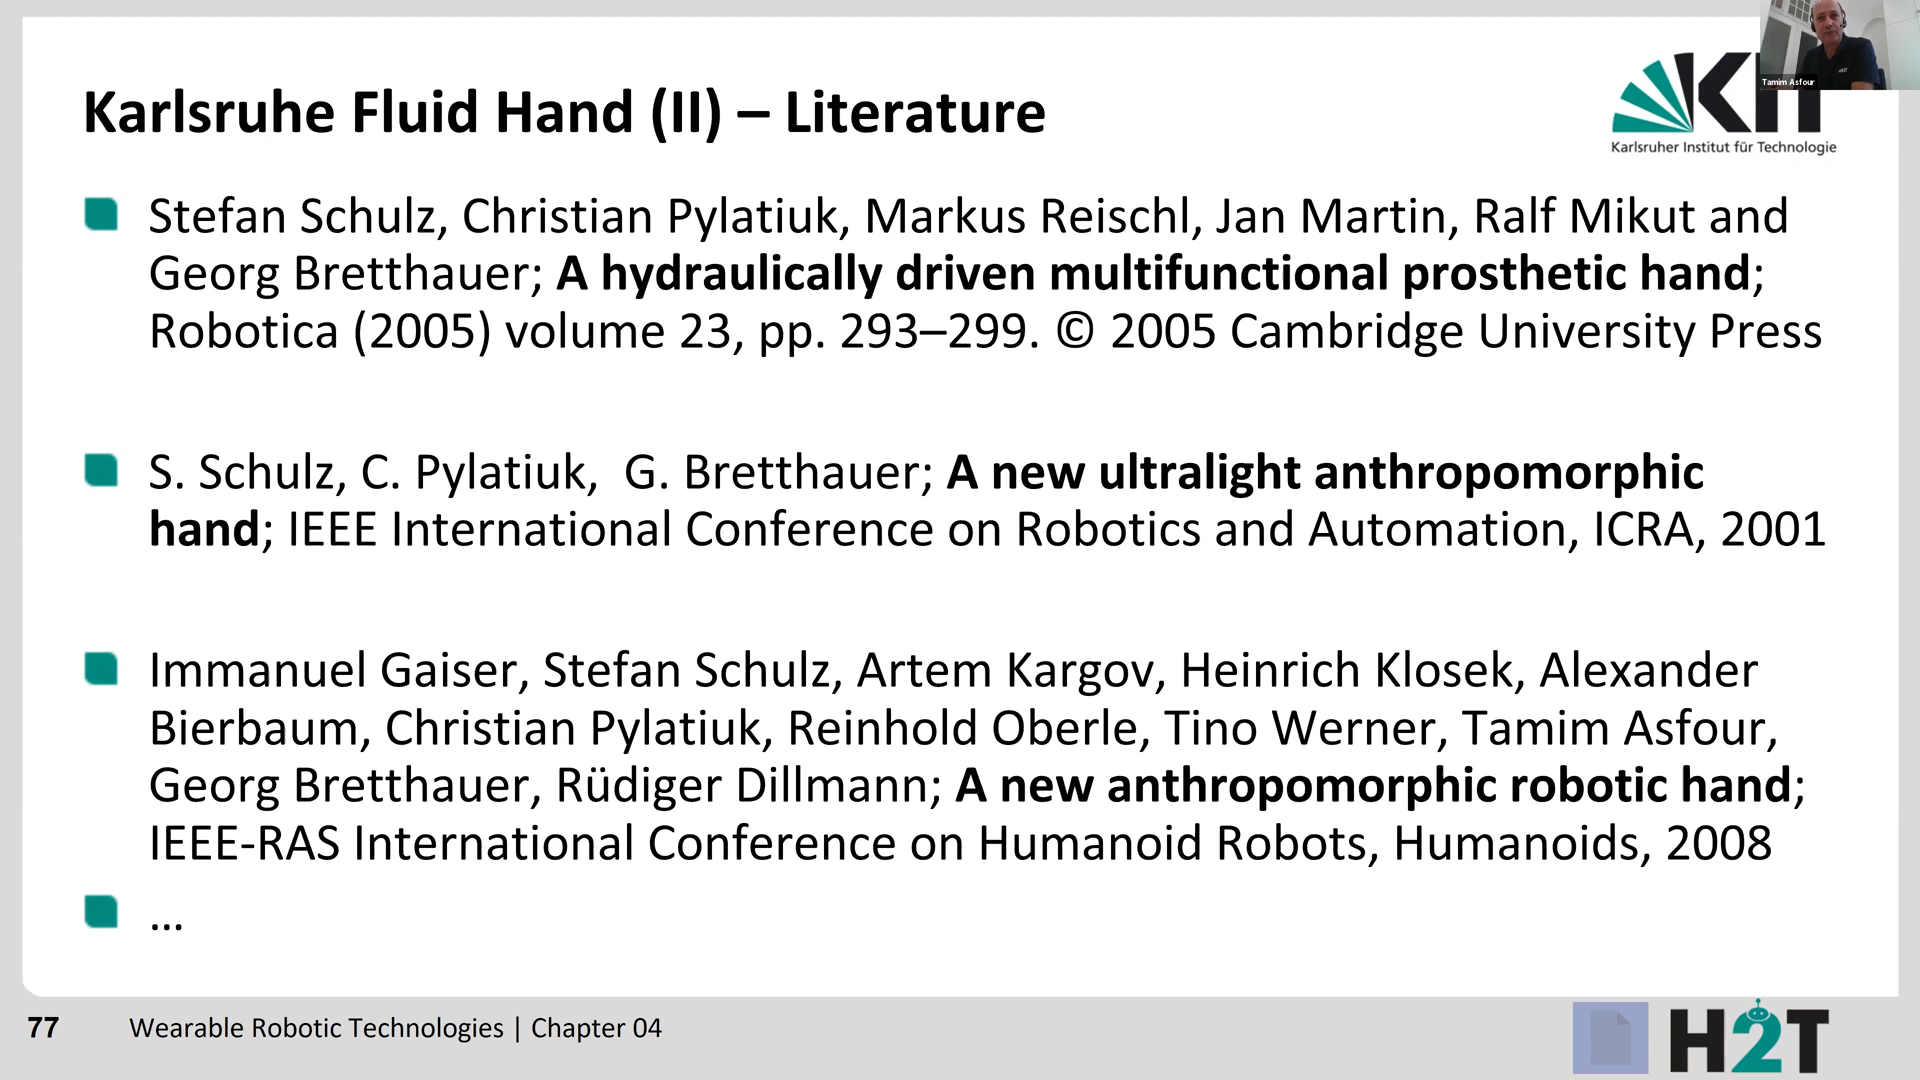 Tamim Asfour
Karlsruhe Fluid Hand (II) – Literature
Karlsruher Institut für Technologie
Stefan Schulz, Christian Pylatiuk, Markus Reischl, Jan Martin, Ralf Mikut and
Georg Bretthauer; A hydraulically driven multifunctional prosthetic hand;
Robotica (2005) volume 23, pp. 293–299. © 2005 Cambridge University Press
S. Schulz, C. Pylatiuk,  G. Bretthauer; A new ultralight anthropomorphic
hand; IEEE International Conference on Robotics and Automation, ICRA, 2001
Immanuel Gaiser, Stefan Schulz, Artem Kargov, Heinrich Klosek, Alexander
Bierbaum, Christian Pylatiuk, Reinhold Oberle, Tino Werner, Tamim Asfour,
Georg Bretthauer, Rüdiger Dillmann; A new anthropomorphic robotic hand;
IEEE-RAS International Conference on Humanoid Robots, Humanoids, 2008
...
77 Wearable Robotic Technologies | Chapter 04
H2T